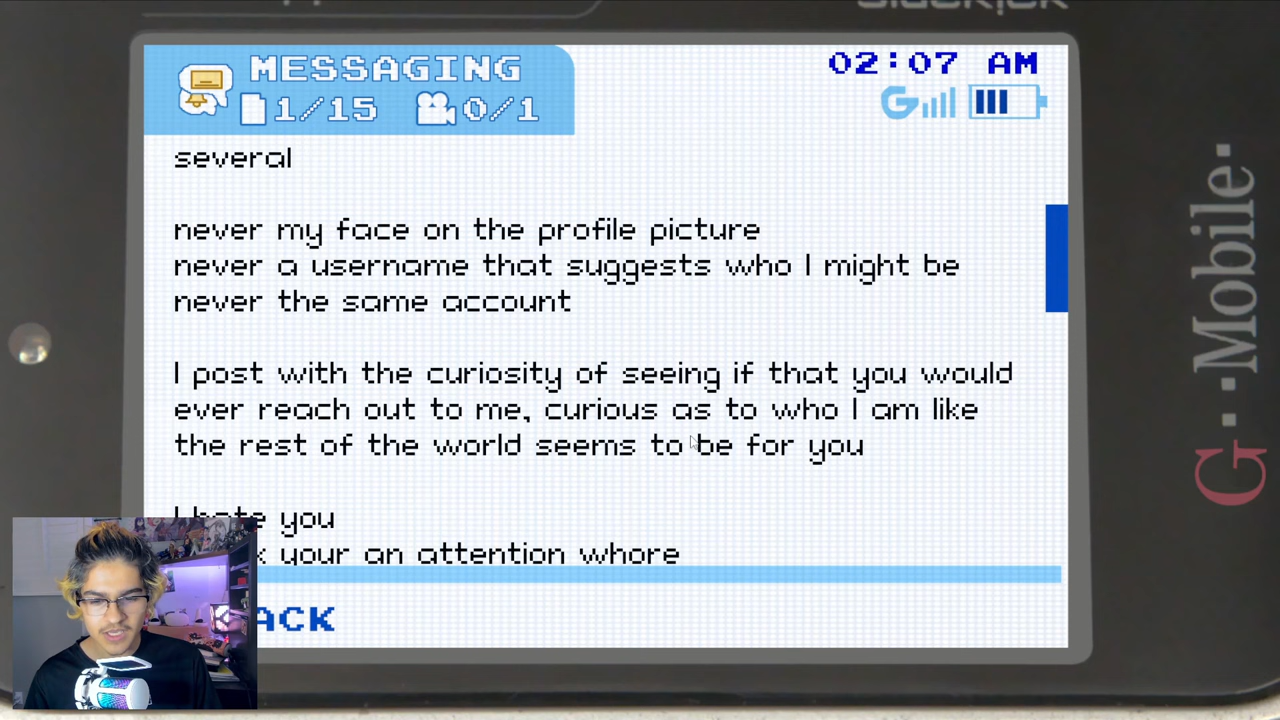 MESSAGING
1/15 0/1
02:07 AM
G
several
never my face on the profile picture
never a username that suggests who I might be
never the same account
I post with the curiosity of seeing if that you would
ever reach out to me, curious as to who I am like
the rest of the world seems to be for you
I hate you
your an attention whore
ACK
G··Mobile·